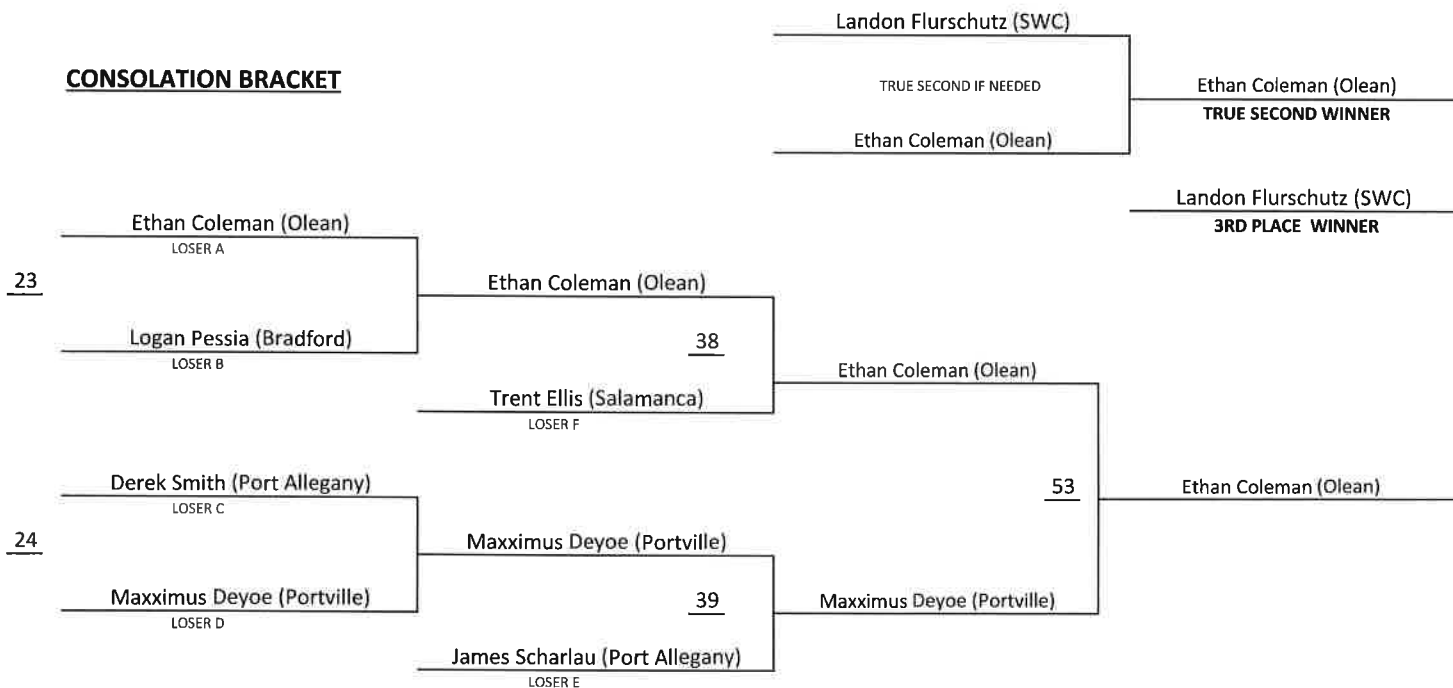 Landon Flurschutz (SWC)
CONSOLATION BRACKET
TRUE SECOND IF NEEDED
Ethan Coleman (Olean)
TRUE SECOND WINNER
Ethan Coleman (Olean)
Landon Flurschutz (SWC)
3RD PLACE WINNER
Ethan Coleman (Olean)
LOSER A
23
Ethan Coleman (Olean)
Logan Pessia (Bradford)
LOSER B
38
Ethan Coleman (Olean)
Trent Ellis (Salamanca)
LOSER F
Derek Smith (Port Allegany)
LOSER C
53
Ethan Coleman (Olean)
24
Maxximus Deyoe (Portville)
Maxximus Deyoe (Portville)
LOSER D
39
Maxximus Deyoe (Portville)
James Scharlau (Port Allegany)
LOSER E